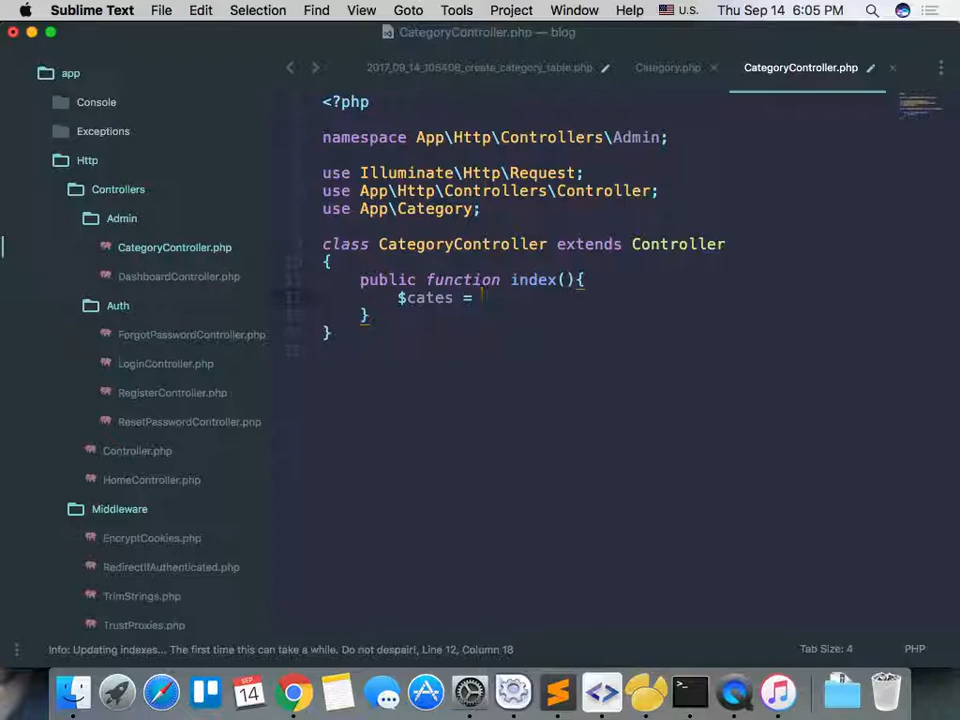 Sublime Text File Edit Selection Find View Goto Tools Project Window Help U.S. Thu Sep 14 6:05 PM
CategoryController.php — blog
app
Console
Exceptions
Http
Controllers
Admin
CategoryController.php
DashboardController.php
Auth
ForgotPasswordController.php
LoginController.php
RegisterController.php
ResetPasswordController.php
Controller.php
HomeController.php
Middleware
EncryptCookies.php
RedirectIfAuthenticated.php
TrimStrings.php
TrustProxies.php
2017_09_14_105408_create_category_table.php Category.php CategoryController.php
<?php
namespace App\Http\Controllers\Admin;
use Illuminate\Http\Request;
use App\Http\Controllers\Controller;
use App\Category;
class CategoryController extends Controller
{
public function index(){
$cates =
}
}
Info: Updating indexes... The first time this can take a while. Do not despair!, Line 12, Column 18 Tab Size: 4 PHP
SEP
14